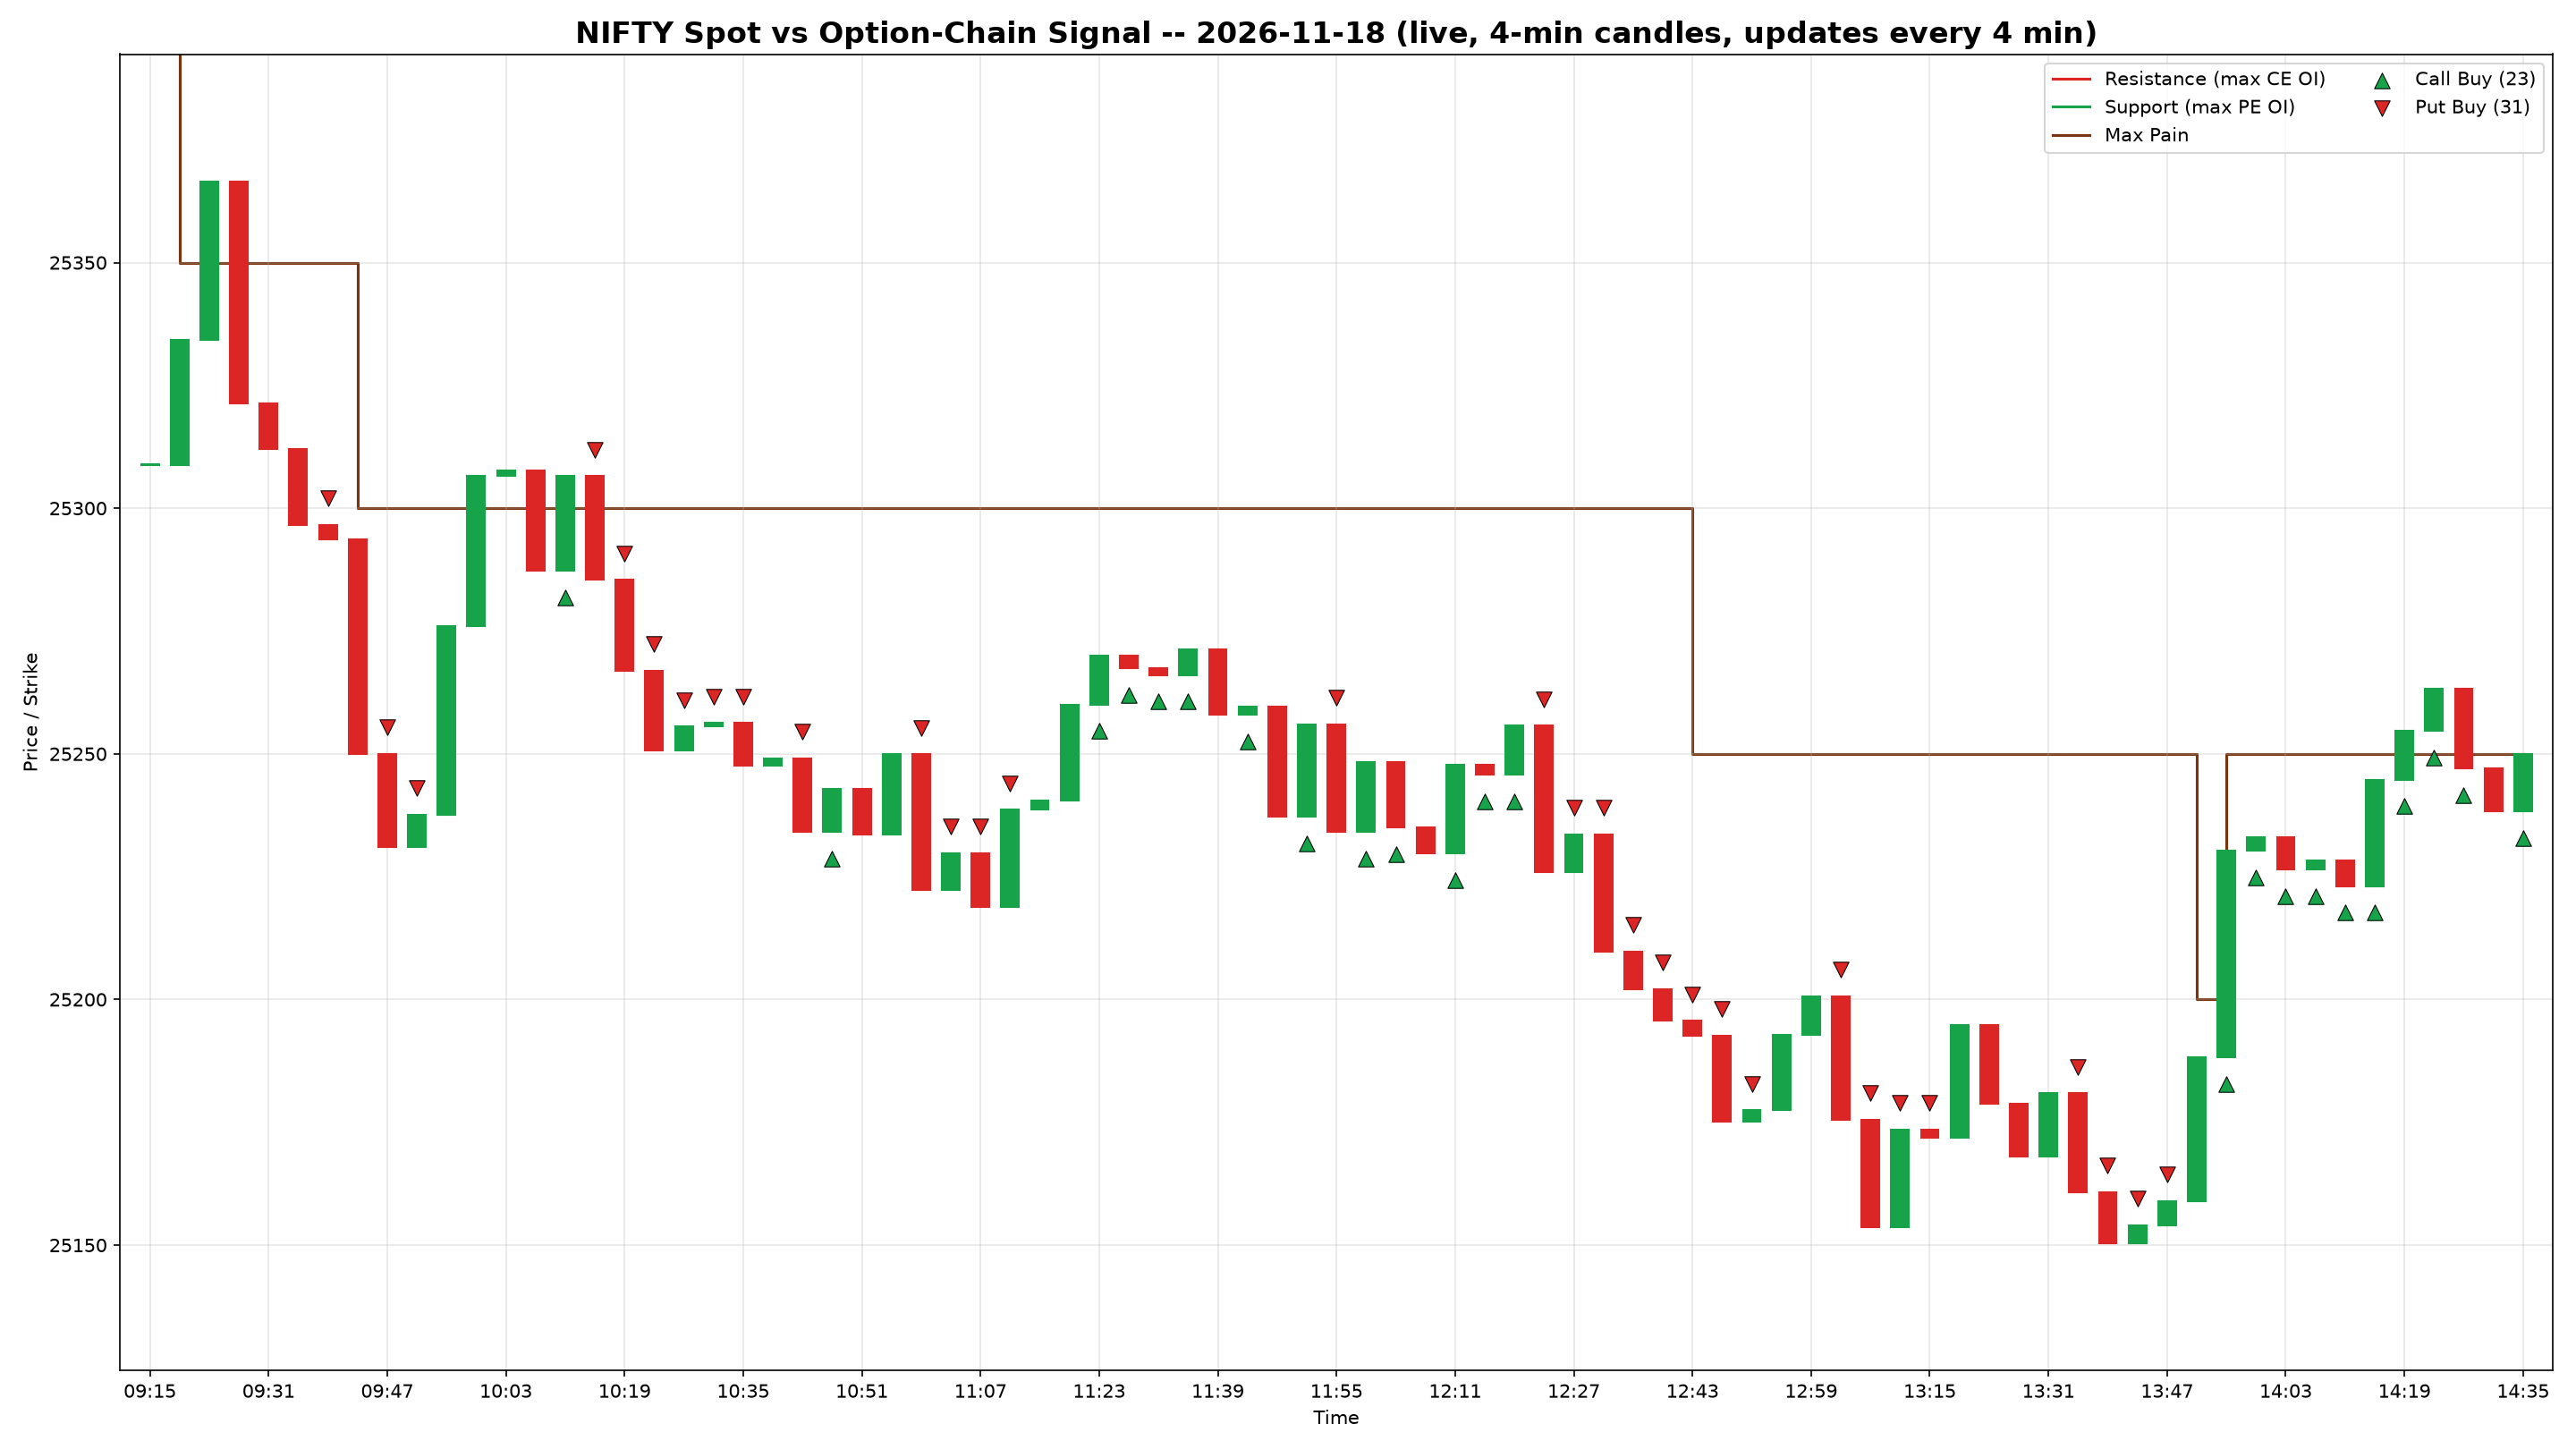 NIFTY Spot vs Option-Chain Signal -- 2026-11-18 (live, 4-min candles, updates every 4 min)
Resistance (max CE OI)
Support (max PE OI)
Max Pain
Call Buy (23)
Put Buy (31)
Price / Strike
25350
25300
25250
25200
25150
09:15 09:31 09:47 10:03 10:19 10:35 10:51 11:07 11:23 11:39 11:55 12:11 12:27 12:43 12:59 13:15 13:31 13:47 14:03 14:19 14:35
Time